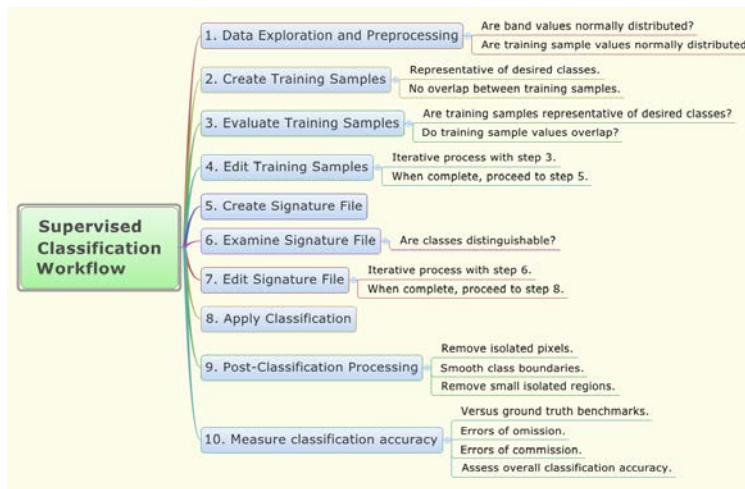 Supervised
Classification
Workflow
1. Data Exploration and Preprocessing
Are band values normally distributed?
Are training sample values normally distributed
2. Create Training Samples
Representative of desired classes.
No overlap between training samples.
3. Evaluate Training Samples
Are training samples representative of desired classes?
Do training sample values overlap?
4. Edit Training Samples
Iterative process with step 3.
When complete, proceed to step 5.
5. Create Signature File
6. Examine Signature File
Are classes distinguishable?
7. Edit Signature File
Iterative process with step 6.
When complete, proceed to step 8.
8. Apply Classification
9. Post-Classification Processing
Remove isolated pixels.
Smooth class boundaries.
Remove small isolated regions.
10. Measure classification accuracy
Versus ground truth benchmarks.
Errors of omission.
Errors of commission.
Assess overall classification accuracy.